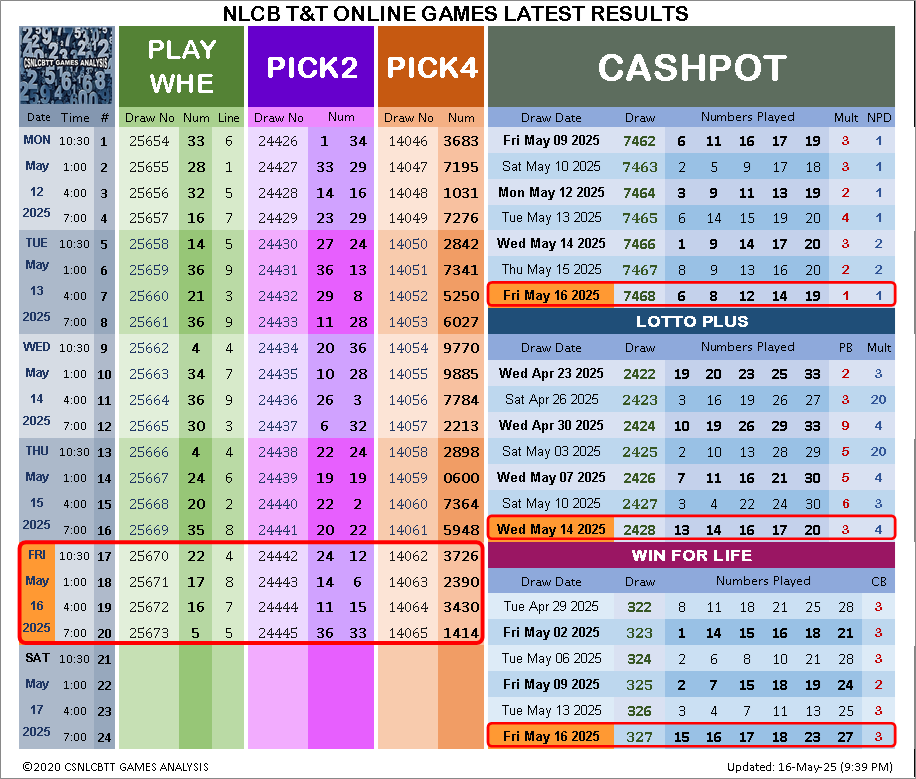 NLCB T&T ONLINE GAMES LATEST RESULTS
CSNLCBTT GAMES ANALYSIS
PLAY WHE
PICK2
PICK4
CASHPOT
Date Time # Draw No Num Line Draw No Num Draw No Num
MON 10:30 1 25654 33 6 24426 1 34 14046 3683
May 1:00 2 25655 28 1 24427 33 29 14047 7195
12 4:00 3 25656 32 5 24428 14 16 14048 1031
2025 7:00 4 25657 16 7 24429 23 29 14049 7276
TUE 10:30 5 25658 14 5 24430 27 24 14050 2842
May 1:00 6 25659 36 9 24431 36 13 14051 7341
13 4:00 7 25660 21 3 24432 29 8 14052 5250
2025 7:00 8 25661 36 9 24433 11 28 14053 6027
WED 10:30 9 25662 4 4 24434 20 36 14054 9770
May 1:00 10 25663 34 7 24435 10 28 14055 9885
14 4:00 11 25664 36 9 24436 26 3 14056 7784
2025 7:00 12 25665 30 3 24437 6 32 14057 2213
THU 10:30 13 25666 4 4 24438 22 24 14058 2898
May 1:00 14 25667 24 6 24439 19 19 14059 0600
15 4:00 15 25668 20 2 24440 22 2 14060 7364
2025 7:00 16 25669 35 8 24441 20 22 14061 5948
FRI 10:30 17 25670 22 4 24442 24 12 14062 3726
May 1:00 18 25671 17 8 24443 14 6 14063 2390
16 4:00 19 25672 16 7 24444 11 15 14064 3430
2025 7:00 20 25673 5 5 24445 36 33 14065 1414
SAT 10:30 21
May 1:00 22
17 4:00 23
2025 7:00 24
Draw Date Draw Numbers Played Mult NPD
Fri May 09 2025 7462 6 11 16 17 19 3 1
Sat May 10 2025 7463 2 5 9 17 18 3 1
Mon May 12 2025 7464 3 9 11 13 19 2 1
Tue May 13 2025 7465 6 14 15 19 20 4 1
Wed May 14 2025 7466 1 9 14 17 20 3 2
Thu May 15 2025 7467 8 9 13 16 20 2 2
Fri May 16 2025 7468 6 8 12 14 19 1 1
LOTTO PLUS
Draw Date Draw Numbers Played PB Mult
Wed Apr 23 2025 2422 19 20 23 25 33 2 3
Sat Apr 26 2025 2423 3 16 19 26 27 3 20
Wed Apr 30 2025 2424 10 19 26 29 33 9 4
Sat May 03 2025 2425 2 10 13 28 29 5 20
Wed May 07 2025 2426 7 11 16 21 30 5 4
Sat May 10 2025 2427 3 4 22 24 30 6 3
Wed May 14 2025 2428 13 14 16 17 20 3 4
WIN FOR LIFE
Draw Date Draw Numbers Played CB
Tue Apr 29 2025 322 8 11 18 21 25 28 3
Fri May 02 2025 323 1 14 15 16 18 21 3
Tue May 06 2025 324 2 6 8 10 21 28 3
Fri May 09 2025 325 2 7 15 18 19 24 2
Tue May 13 2025 326 3 4 7 11 13 25 3
Fri May 16 2025 327 15 16 17 18 23 27 3
©2020 CSNLCBTT GAMES ANALYSIS
Updated: 16-May-25 (9:39 PM)